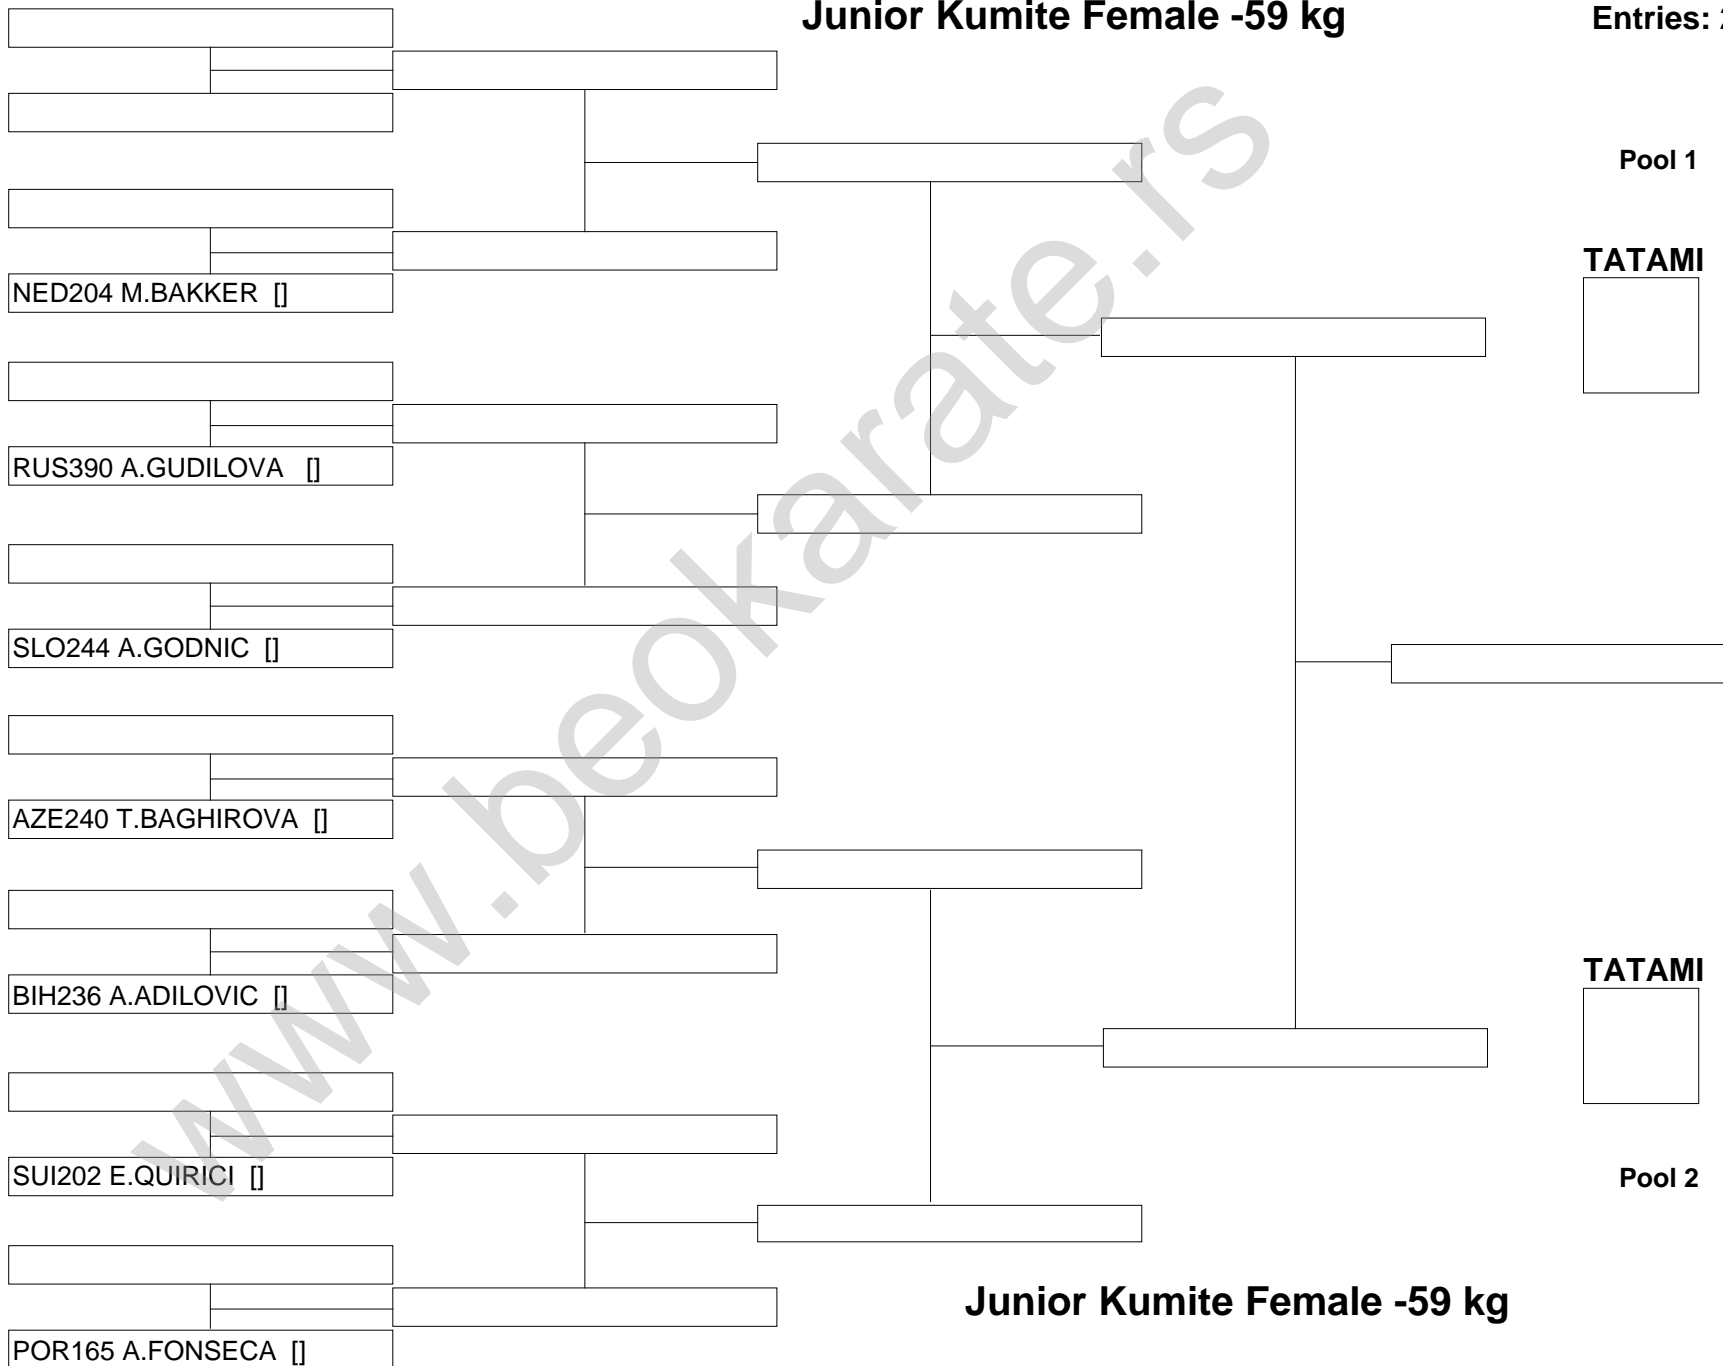 Junior Kumite Female -59 kg
Entries:
Pool 1
TATAMI
NED204 M.BAKKER []
RUS390 A.GUDILOVA []
SLO244 A.GODNIC []
AZE240 T.BAGHIROVA []
BIH236 A.ADILOVIC []
TATAMI
SUI202 E.QUIRICI []
Pool 2
Junior Kumite Female -59 kg
POR165 A.FONSECA []
www.beokarate.rs